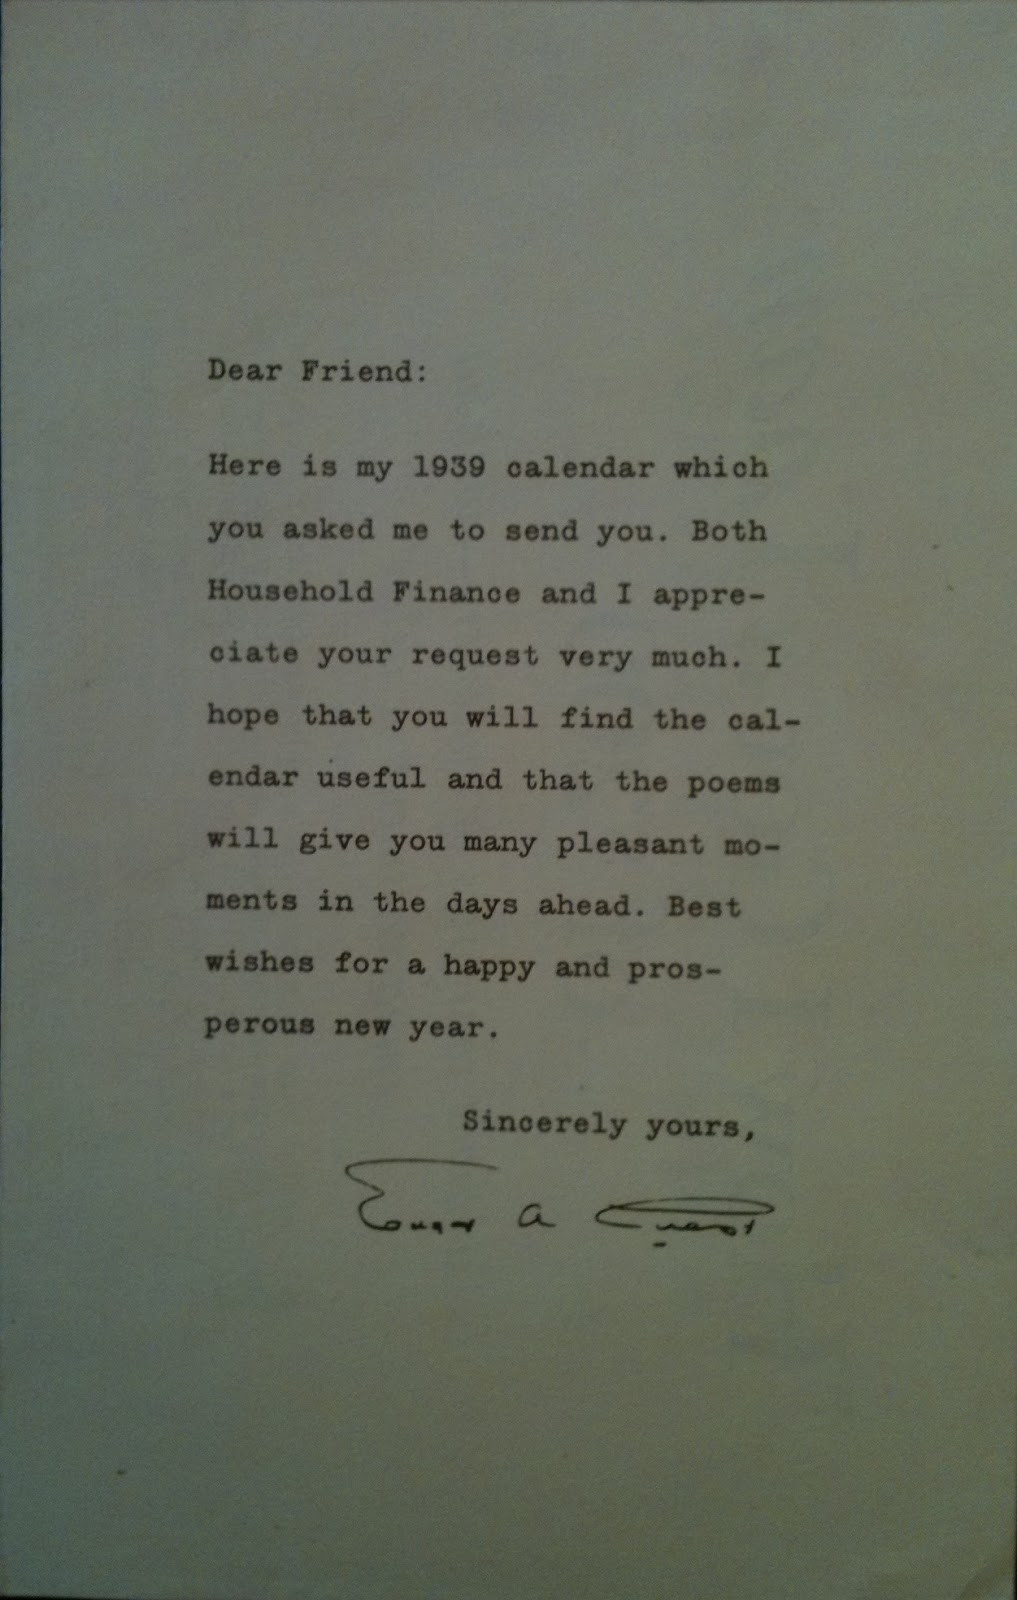 Dear Friend:
Here is my 1939 calendar which
you asked me to send you. Both
Household Finance and I appre-
ciate your request very much. I
hope that you will find the cal-
endar useful and that the poems
will give you many pleasant mo-
ments in the days ahead. Best
wishes for a happy and pros-
perous new year.
Sincerely yours,
Edgar A Guest